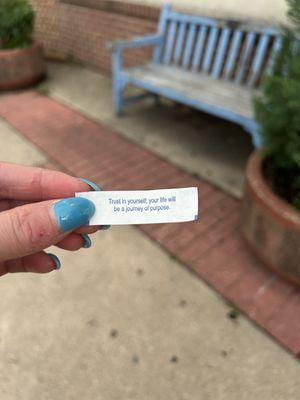 Trust in yourself; your life will
be a journey of purpose.